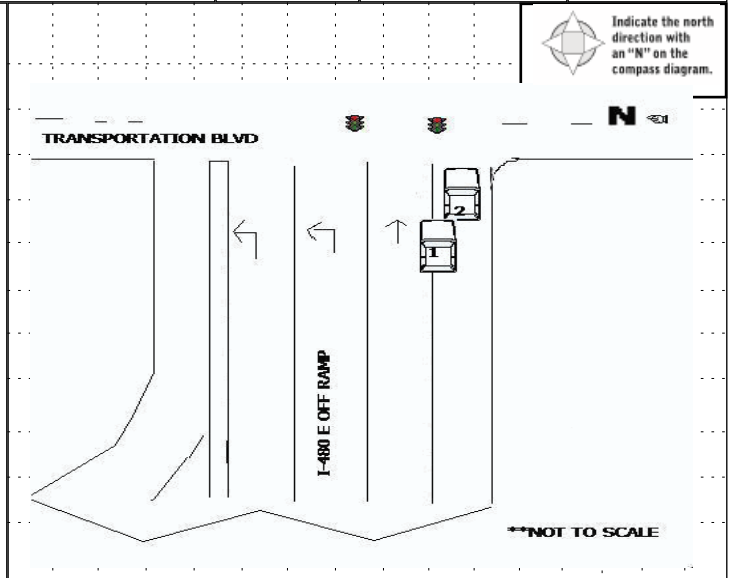 Indicate the north
direction with
an "N" on the
compass diagram.
N
TRANSPORTATION BLVD
2
1
I-480 E OFF RAMP
**NOT TO SCALE